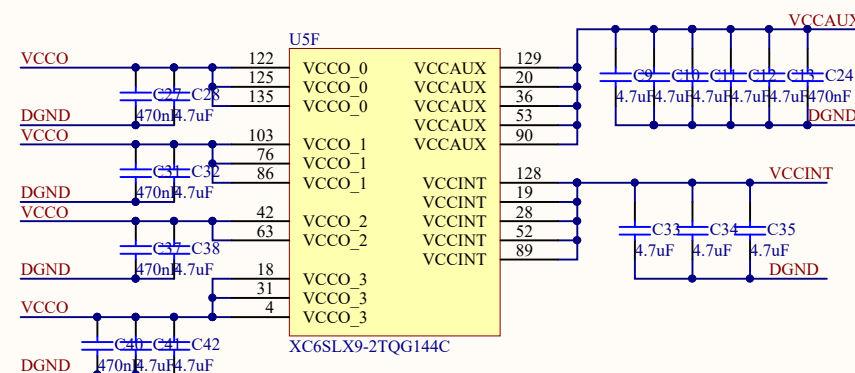 VCCAUX
U5F
VCCO 122 VCCO_0 VCCAUX 129
125 VCCO_0 VCCAUX 20
135 VCCO_0 VCCAUX 36
C27 C28 C9 C10 C11 C12 C13 C24
470nF 4.7uF 4.7uF 4.7uF 4.7uF 4.7uF 4.7uF 470nF
DGND VCCAUX 53 DGND
VCCO 103 VCCO_1 VCCAUX 90
76 VCCO_1
86 VCCO_1 VCCINT 128 VCCINT
C31 C32
470nF 4.7uF
DGND VCCINT 19
VCCO 42 VCCO_2 VCCINT 28
63 VCCO_2 VCCINT 52
C33 C34 C35
4.7uF 4.7uF 4.7uF
C37 C38 VCCINT 89
470nF 4.7uF
DGND 18 VCCO_3 DGND
31 VCCO_3
VCCO 4 VCCO_3
C40 C41 C42 XC6SLX9-2TQG144C
DGND 470nF 4.7uF 4.7uF